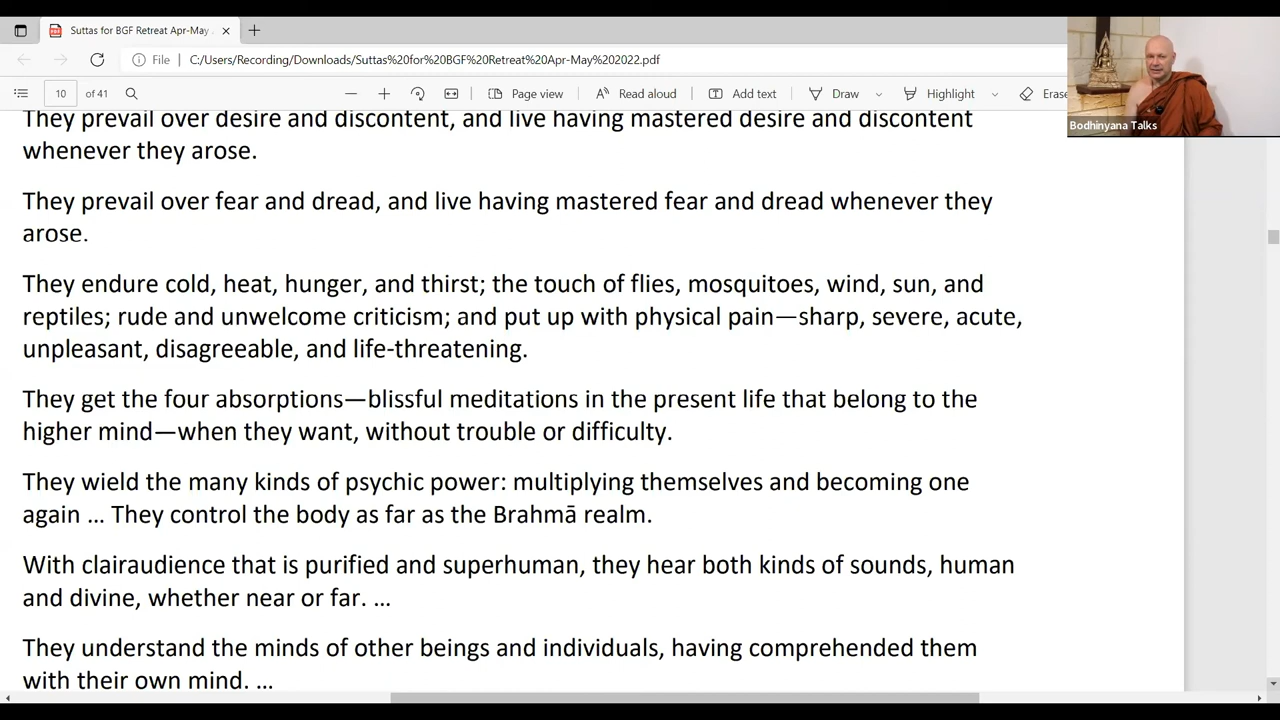 Suttas for BGF Retreat Apr-May
File C:/Users/Recording/Downloads/Suttas%20for%20BGF%20Retreat%20Apr-May%202022.pdf
10 of 41 Page view Read aloud Add text Draw Highlight Erase
Bodhinyana Talks
They prevail over desire and discontent, and live having mastered desire and discontent
whenever they arose.
They prevail over fear and dread, and live having mastered fear and dread whenever they
arose.
They endure cold, heat, hunger, and thirst; the touch of flies, mosquitoes, wind, sun, and
reptiles; rude and unwelcome criticism; and put up with physical pain—sharp, severe, acute,
unpleasant, disagreeable, and life-threatening.
They get the four absorptions—blissful meditations in the present life that belong to the
higher mind—when they want, without trouble or difficulty.
They wield the many kinds of psychic power: multiplying themselves and becoming one
again … They control the body as far as the Brahmā realm.
With clairaudience that is purified and superhuman, they hear both kinds of sounds, human
and divine, whether near or far. …
They understand the minds of other beings and individuals, having comprehended them
with their own mind. …